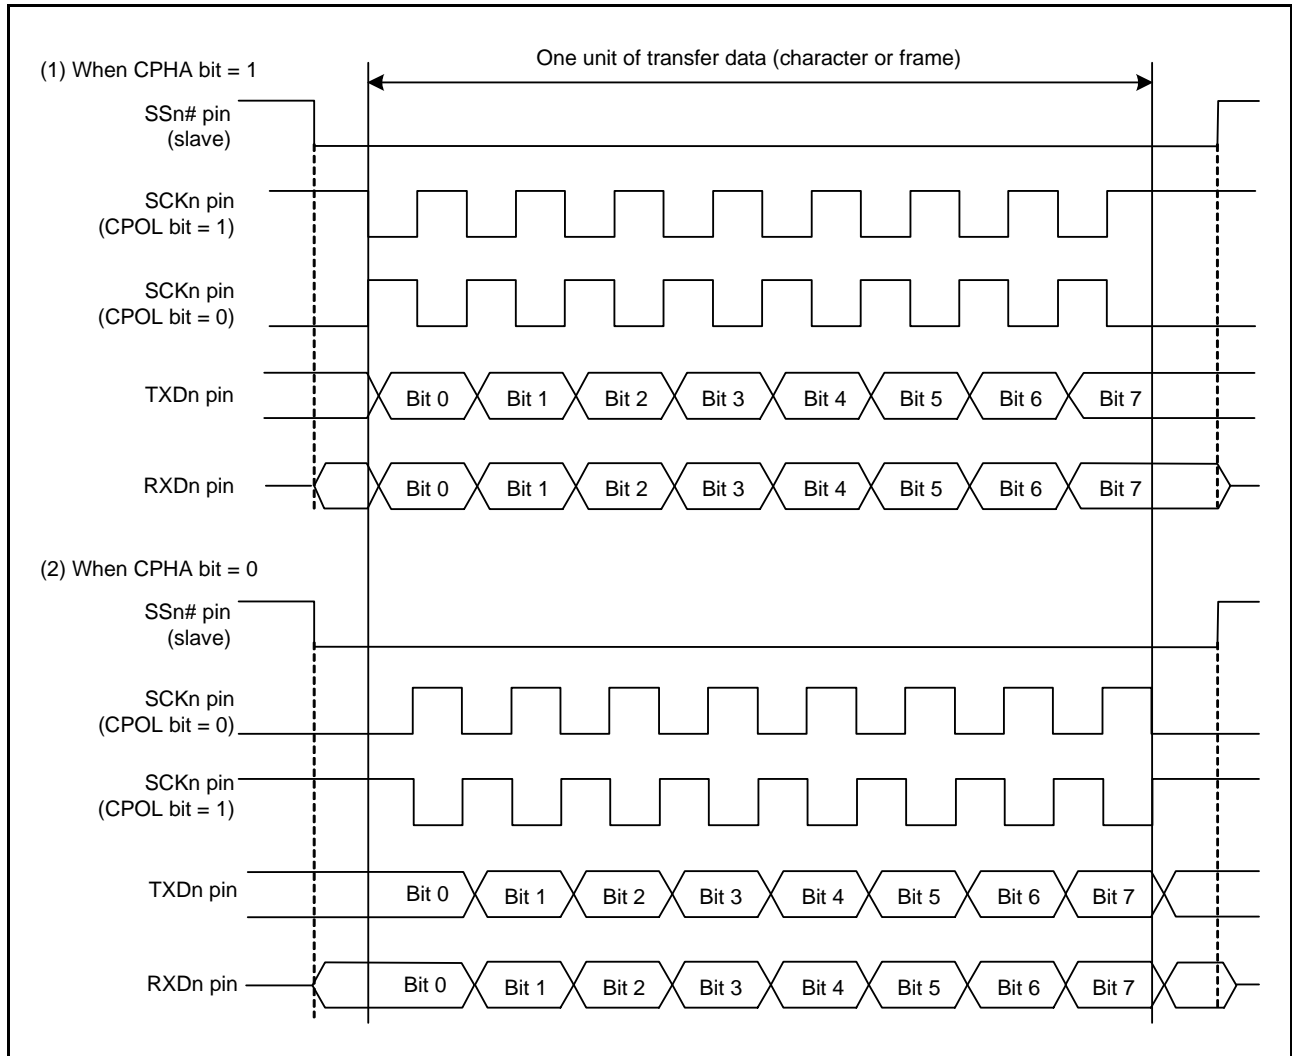 One unit of transfer data (character or frame)
(1) When CPHA bit = 1
SSn# pin
(slave)
SCKn pin
(CPOL bit = 1)
SCKn pin
(CPOL bit = 0)
TXDn pin
Bit 0 Bit 1 Bit 2 Bit 3 Bit 4 Bit 5 Bit 6 Bit 7
RXDn pin
Bit 0 Bit 1 Bit 2 Bit 3 Bit 4 Bit 5 Bit 6 Bit 7
(2) When CPHA bit = 0
SSn# pin
(slave)
SCKn pin
(CPOL bit = 0)
SCKn pin
(CPOL bit = 1)
TXDn pin
Bit 0 Bit 1 Bit 2 Bit 3 Bit 4 Bit 5 Bit 6 Bit 7
RXDn pin
Bit 0 Bit 1 Bit 2 Bit 3 Bit 4 Bit 5 Bit 6 Bit 7